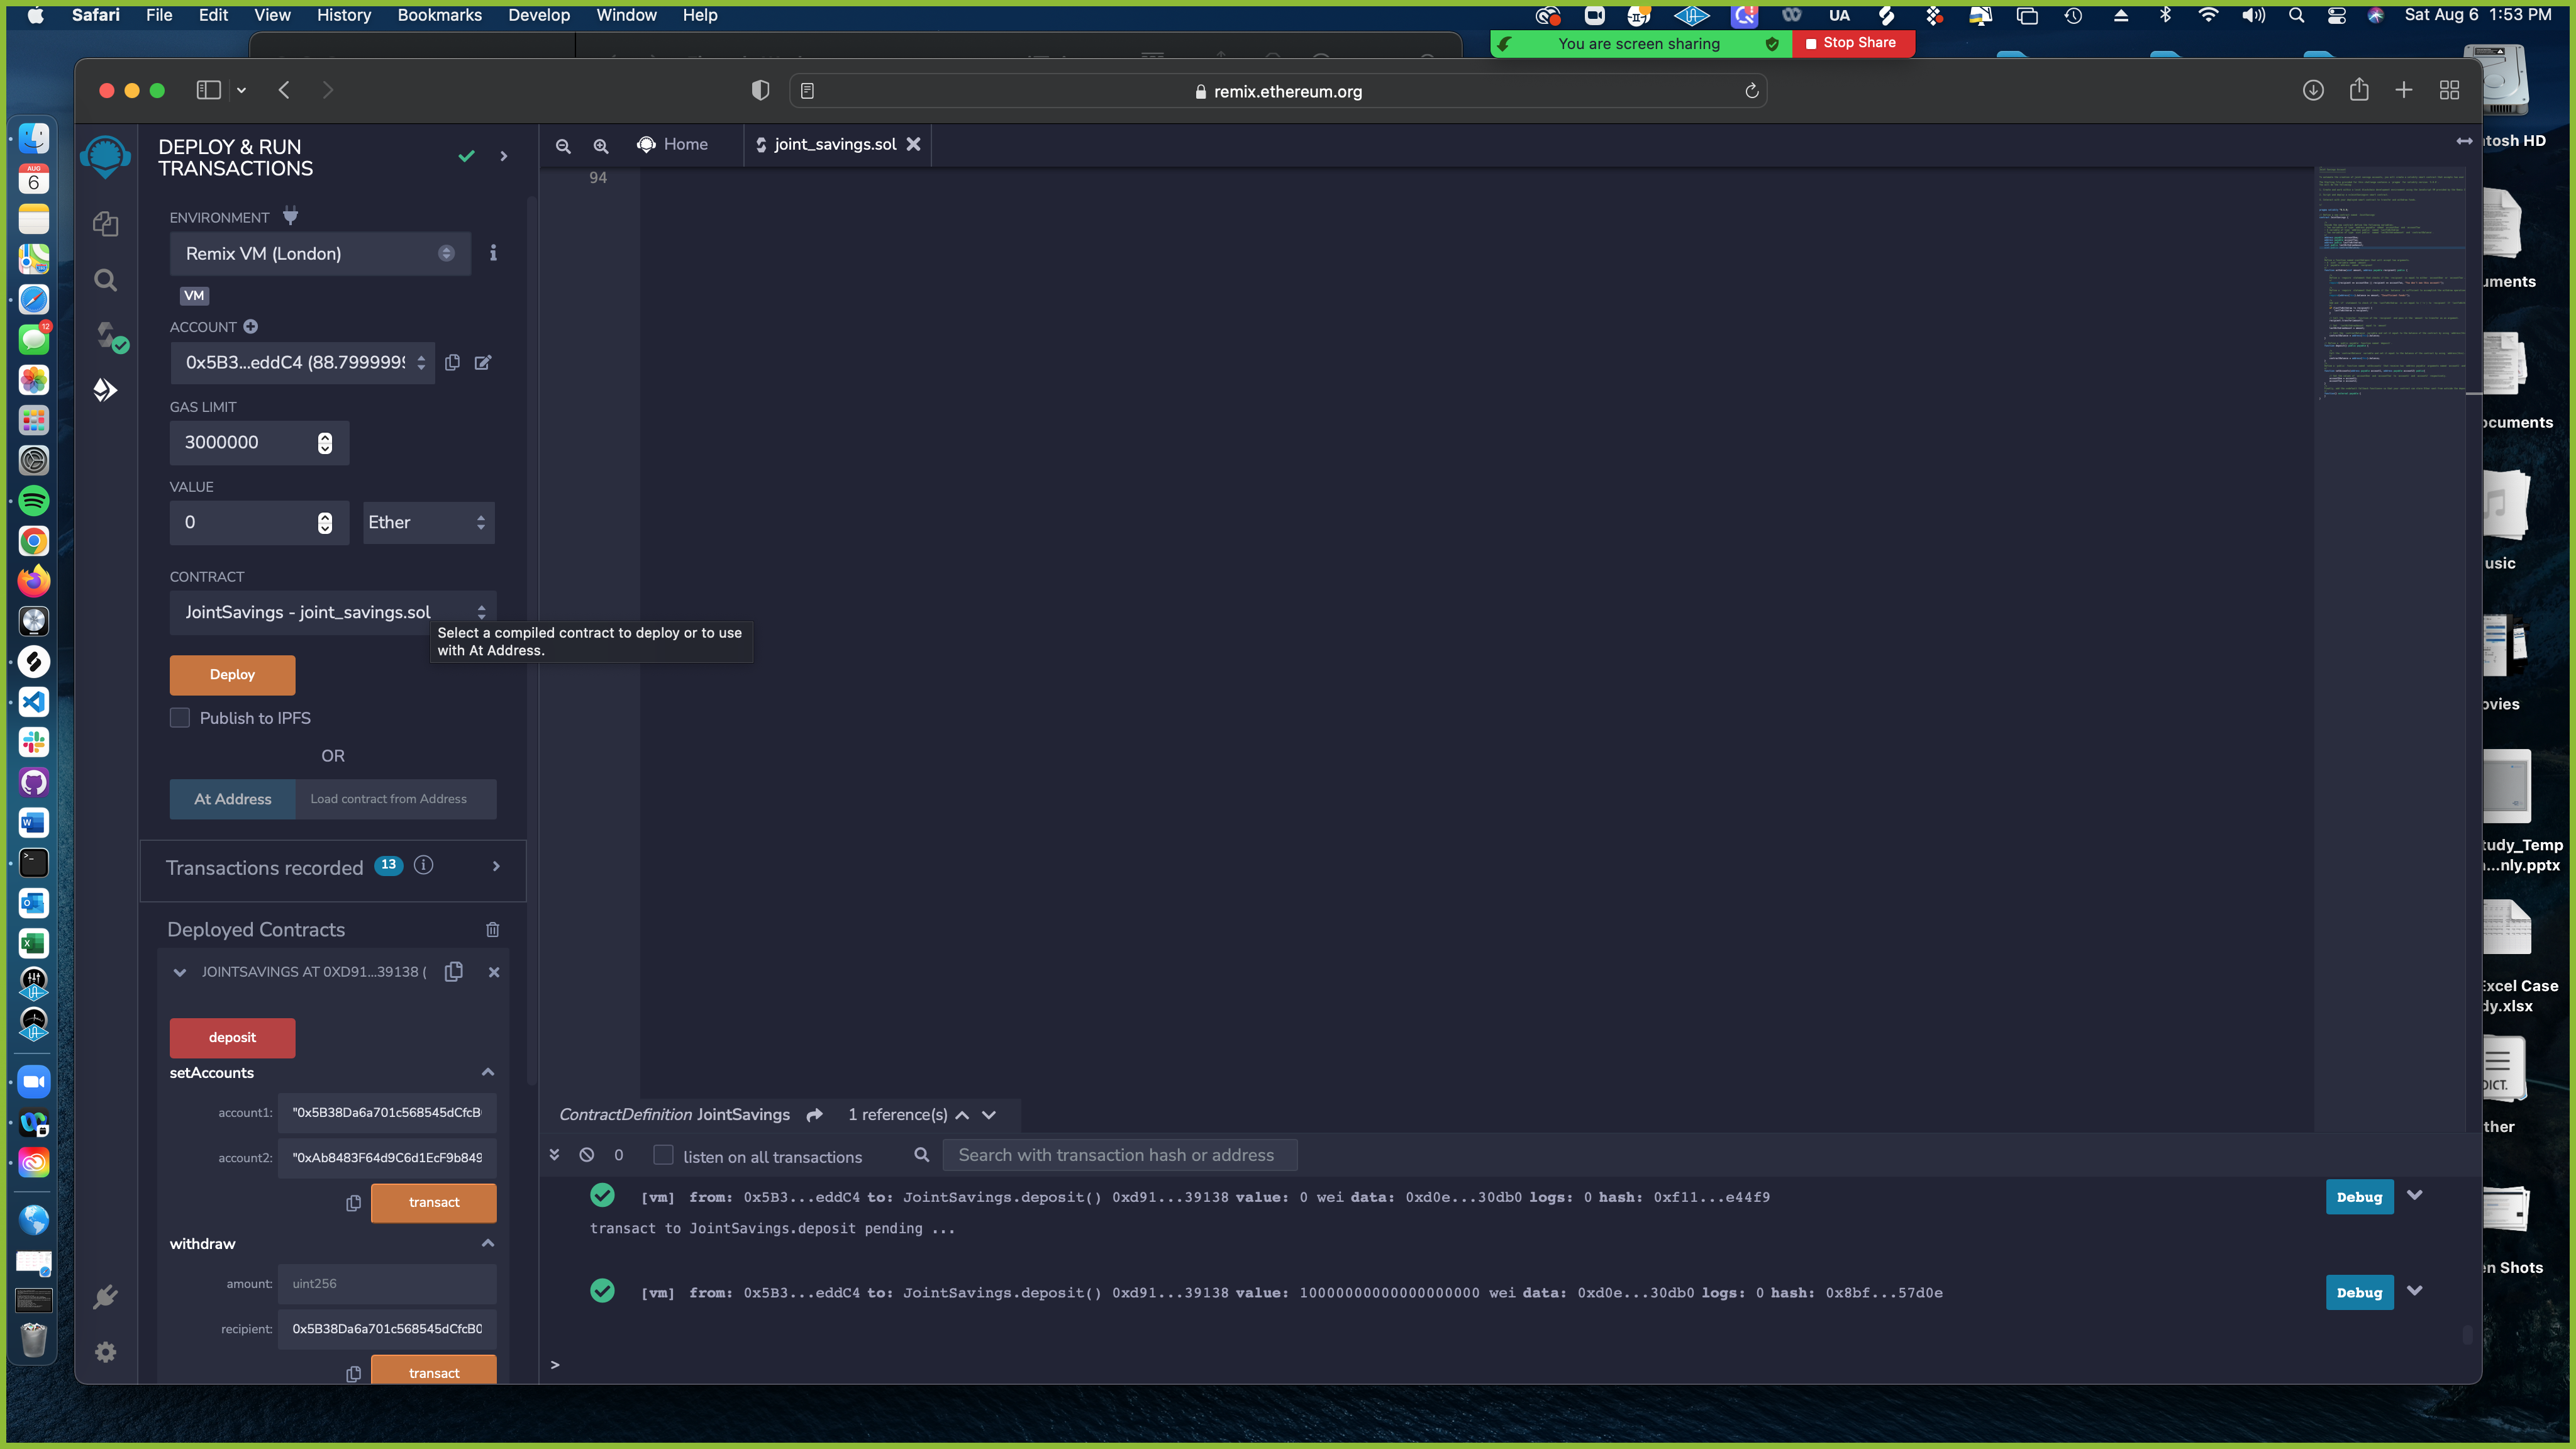 Safari File Edit View History Bookmarks Develop Window Help
UA
Sat Aug 6 1:53 PM
You are screen sharing
Stop Share
remix.ethereum.org
DEPLOY & RUN
TRANSACTIONS
Home
joint_savings.sol
94
ENVIRONMENT
Remix VM (London)
VM
ACCOUNT
0x5B3...eddC4 (88.7999999
GAS LIMIT
3000000
VALUE
0
Ether
CONTRACT
JointSavings - joint_savings.sol
Select a compiled contract to deploy or to use
with At Address.
Deploy
Publish to IPFS
OR
At Address
Load contract from Address
Transactions recorded 13
Deployed Contracts
JOINTSAVINGS AT 0XD91...39138 (
deposit
setAccounts
account1: "0x5B38Da6a701c568545dCfcB
account2: "0xAb8483F64d9C6d1EcF9b849
transact
withdraw
amount: uint256
recipient: 0x5B38Da6a701c568545dCfcB0
transact
ContractDefinition JointSavings
1 reference(s)
0
listen on all transactions
Search with transaction hash or address
[vm] from: 0x5B3...eddC4 to: JointSavings.deposit() 0xd91...39138 value: 0 wei data: 0xd0e...30db0 logs: 0 hash: 0xf11...e44f9
Debug
transact to JointSavings.deposit pending ...
[vm] from: 0x5B3...eddC4 to: JointSavings.deposit() 0xd91...39138 value: 10000000000000000000 wei data: 0xd0e...30db0 logs: 0 hash: 0x8bf...57d0e
Debug
>
AUG
6
12
tosh HD
uments
ocuments
usic
ovies
tudy_Temp
...nly.pptx
Excel Case
dy.xlsx
DICT.
ther
en Shots